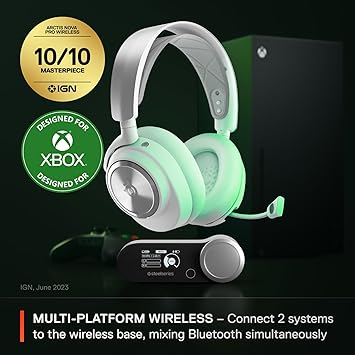 ARCTIS NOVA
PRO WIRELESS
10/10
MASTERPIECE
IGN
DESIGNED FOR
XBOX
DESIGNED FOR
steelseries
IGN, June 2023
MULTI-PLATFORM WIRELESS – Connect 2 systems
to the wireless base, mixing Bluetooth simultaneously